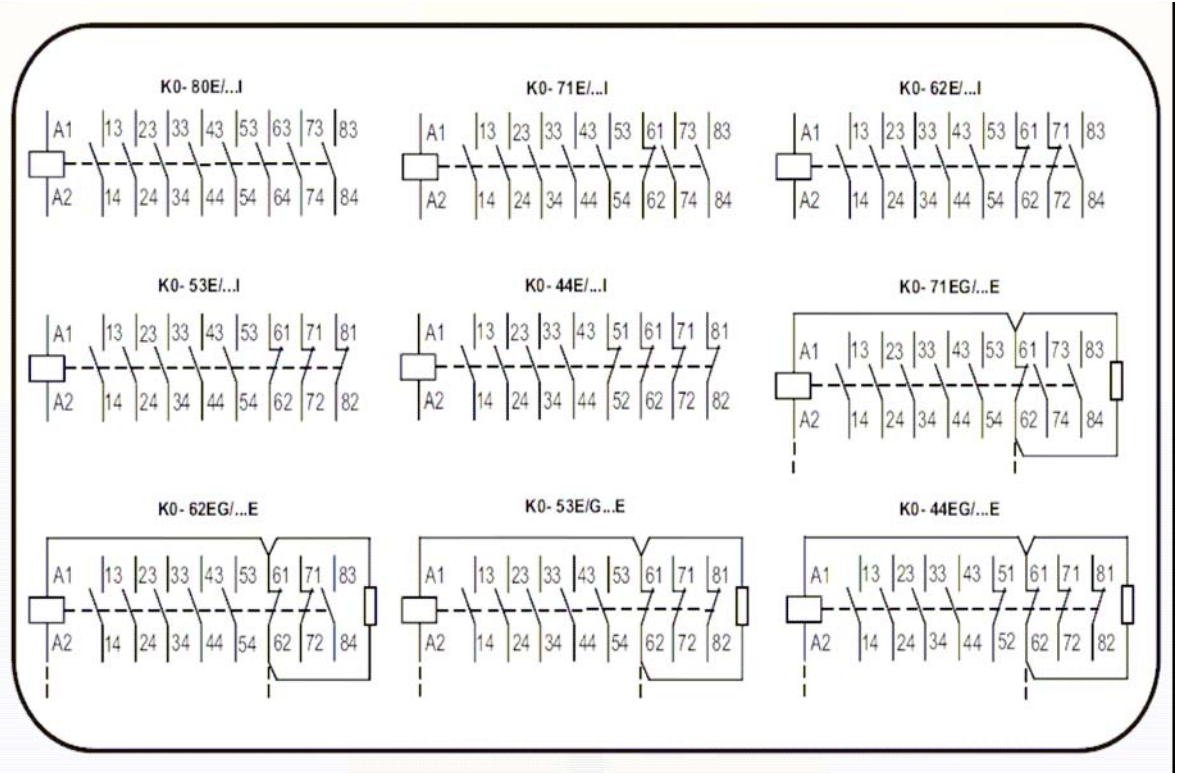 K0- 80E/...I
A1 13 23 33 43 53 63 73 83
A2 14 24 34 44 54 64 74 84
K0- 71E/...I
A1 13 23 33 43 53 61 73 83
A2 14 24 34 44 54 62 74 84
K0- 62E/...I
A1 13 23 33 43 53 61 71 83
A2 14 24 34 44 54 62 72 84
K0- 53E/...I
A1 13 23 33 43 53 61 71 81
A2 14 24 34 44 54 62 72 82
K0- 44E/...I
A1 13 23 33 43 51 61 71 81
A2 14 24 34 44 52 62 72 82
K0- 71EG/...E
A1 13 23 33 43 53 61 73 83
A2 14 24 34 44 54 62 74 84
K0- 62EG/...E
A1 13 23 33 43 53 61 71 83
A2 14 24 34 44 54 62 72 84
K0- 53E/G...E
A1 13 23 33 43 53 61 71 81
A2 14 24 34 44 54 62 72 82
K0- 44EG/...E
A1 13 23 33 43 51 61 71 81
A2 14 24 34 44 52 62 72 82